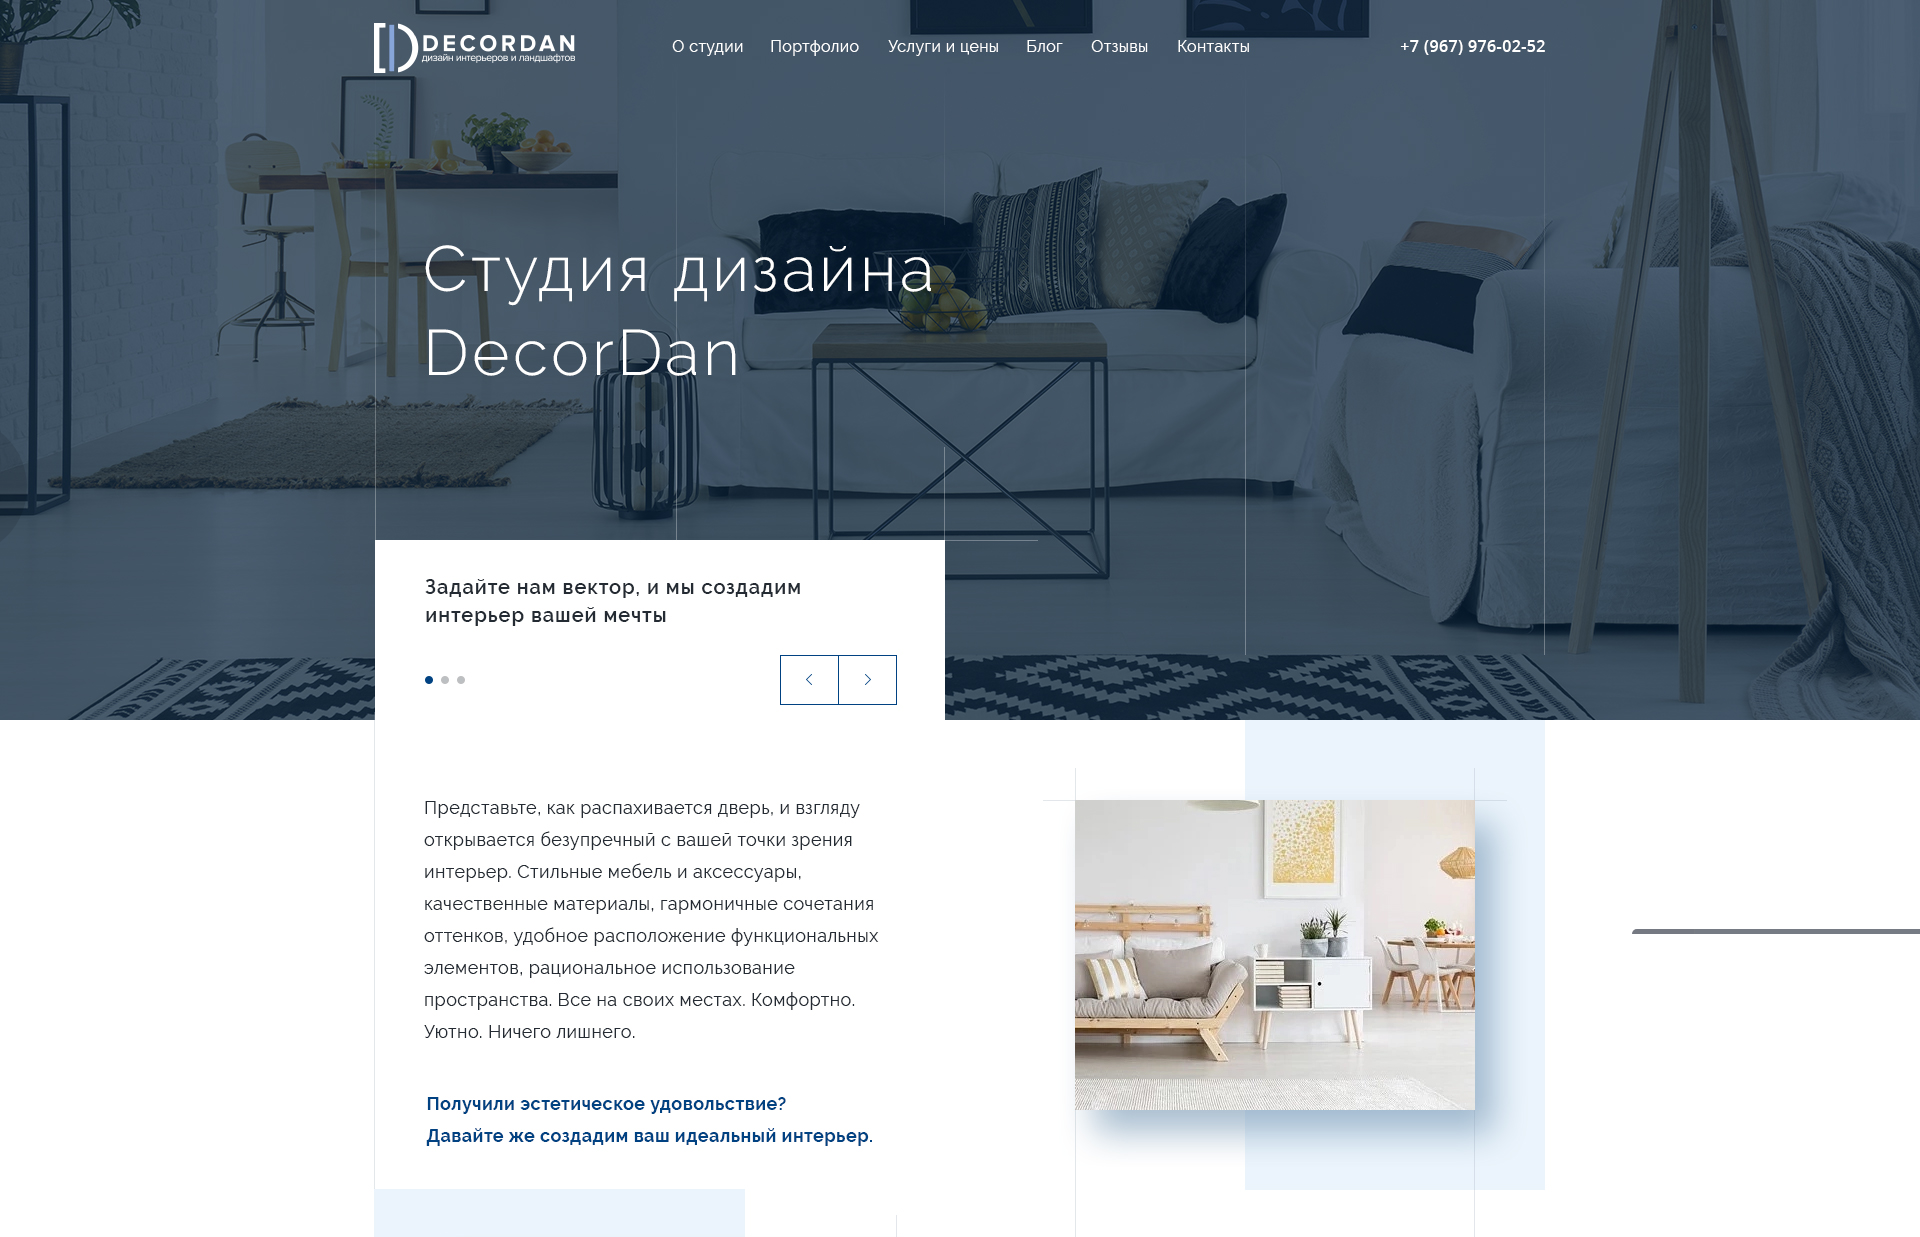 DECORDAN
дизайн интерьеров и ландшафтов
О студии Портфолио Услуги и цены Блог Отзывы Контакты +7 (967) 976-02-52
Студия дизайна
DecorDan
Задайте нам вектор, и мы создадим
интерьер вашей мечты
Представьте, как распахивается дверь, и взгляду
открывается безупречный с вашей точки зрения
интерьер. Стильные мебель и аксессуары,
качественные материалы, гармоничные сочетания
оттенков, удобное расположение функциональных
элементов, рациональное использование
пространства. Все на своих местах. Комфортно.
Уютно. Ничего лишнего.
Получили эстетическое удовольствие?
Давайте же создадим ваш идеальный интерьер.